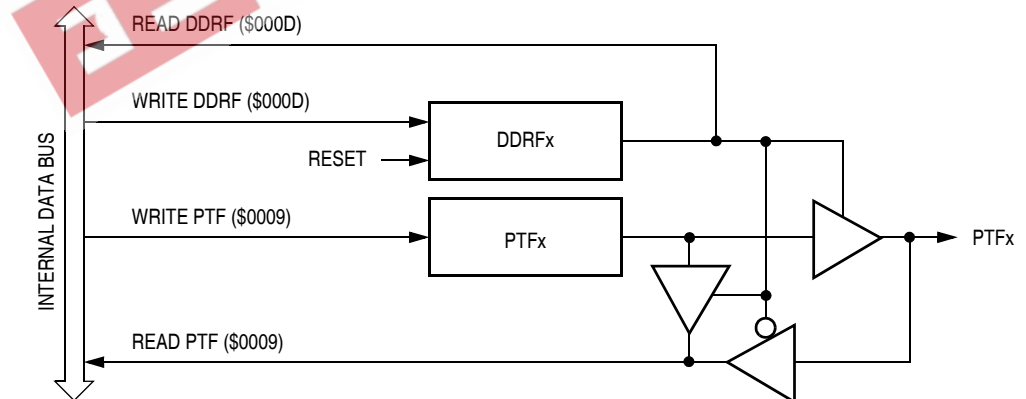 READ DDRF ($000D)
WRITE DDRF ($000D)
DDRFx
RESET
INTERNAL DATA BUS
WRITE PTF ($0009)
PTFx
PTFx
READ PTF ($0009)